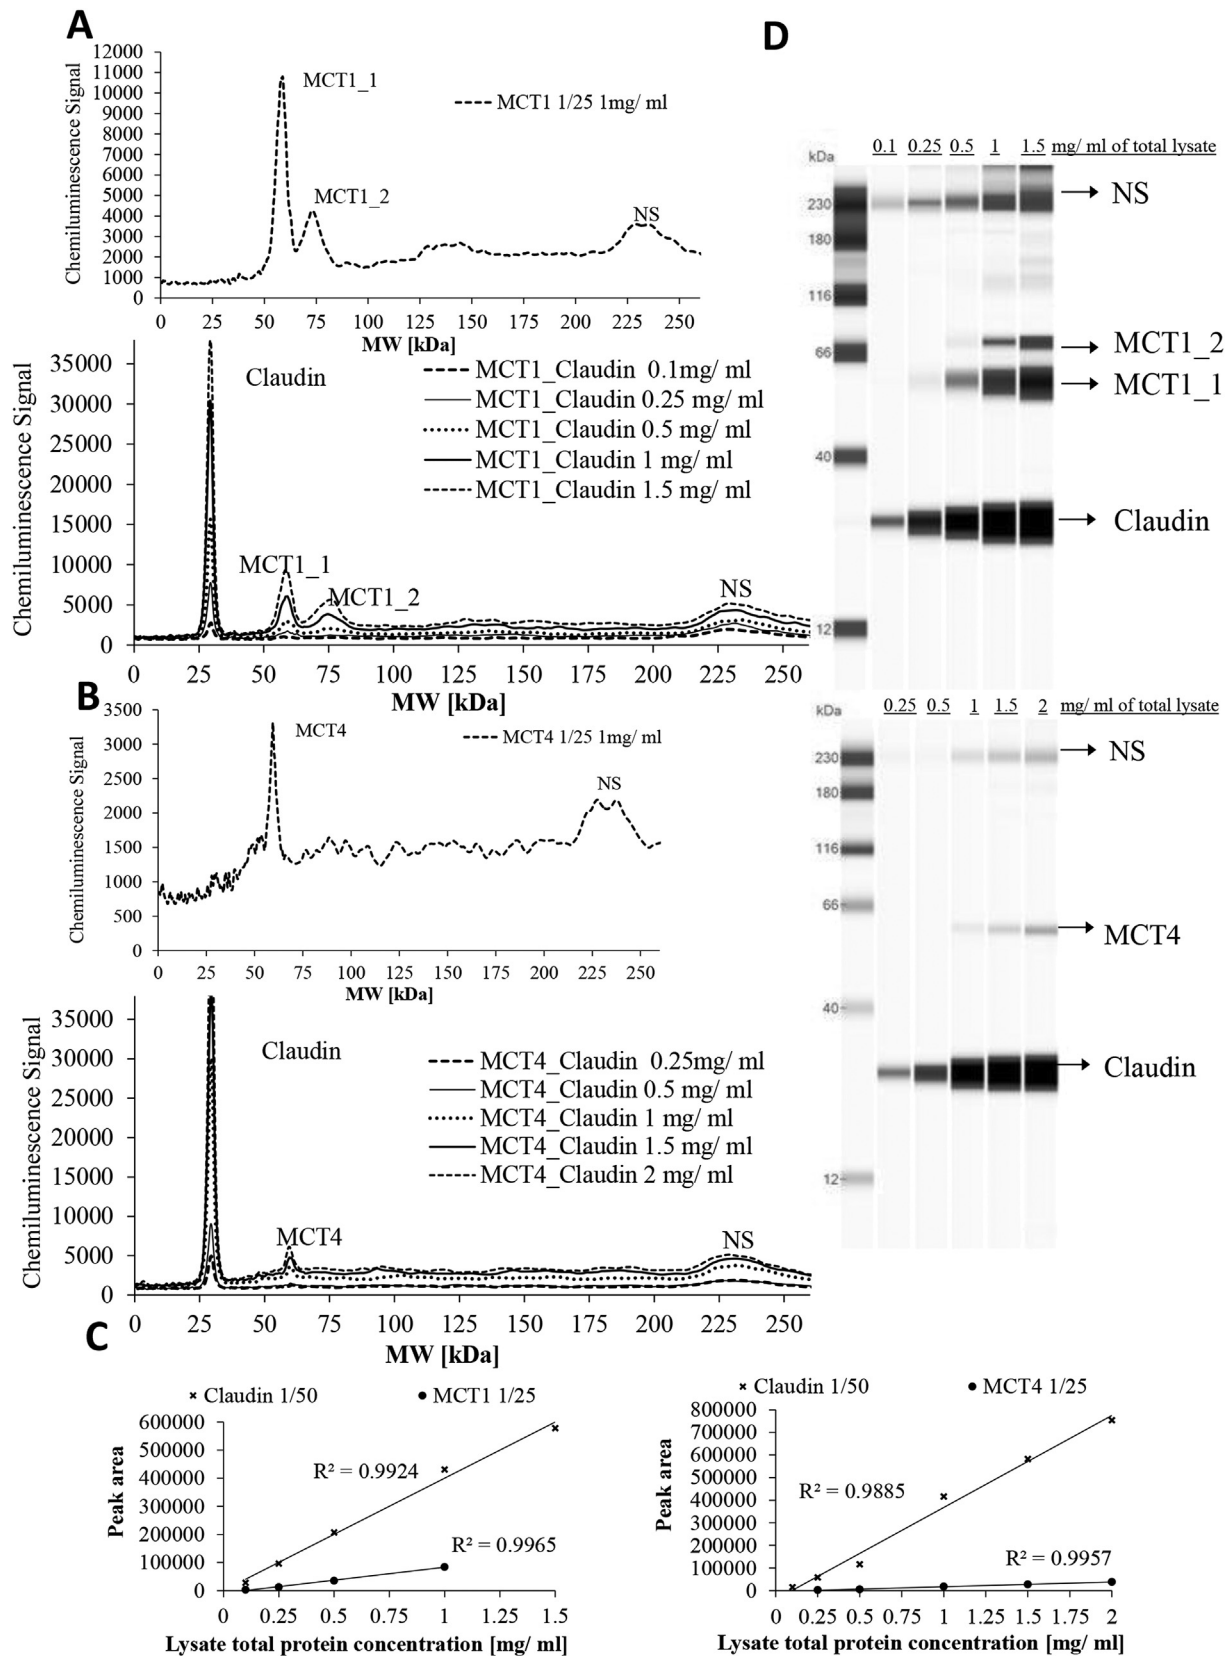 A
12000
11000
10000
9000
8000
7000
6000
5000
4000
3000
2000
1000
0
Chemiluminescence Signal
MCT1_1
MCT1 1/25 1mg/ ml
MCT1_2
NS
0 25 50 75 100 125 150 175 200 225 250
MW [kDa]
35000
30000
25000
20000
15000
10000
5000
0
Chemiluminescence Signal
Claudin
MCT1_Claudin 0.1mg/ ml
MCT1_Claudin 0.25 mg/ ml
MCT1_Claudin 0.5 mg/ ml
MCT1_Claudin 1 mg/ ml
MCT1_Claudin 1.5 mg/ ml
MCT1_1
MCT1_2
NS
0 25 50 75 100 125 150 175 200 225 250
MW [kDa]
B
3500
3000
2500
2000
1500
1000
500
0
Chemiluminescence Signal
MCT4
MCT4 1/25 1mg/ ml
NS
0 25 50 75 100 125 150 175 200 225 250
MW [kDa]
35000
30000
25000
20000
15000
10000
5000
0
Chemiluminescence Signal
Claudin
MCT4_Claudin 0.25mg/ ml
MCT4_Claudin 0.5 mg/ ml
MCT4_Claudin 1 mg/ ml
MCT4_Claudin 1.5 mg/ ml
MCT4_Claudin 2 mg/ ml
MCT4
NS
0 25 50 75 100 125 150 175 200 225 250
MW [kDa]
C
Claudin 1/50 MCT1 1/25
600000
500000
400000
300000
200000
100000
0
Peak area
R² = 0.9924
R² = 0.9965
0 0.25 0.5 0.75 1 1.25 1.5
Lysate total protein concentration [mg/ ml]
Claudin 1/50 MCT4 1/25
800000
700000
600000
500000
400000
300000
200000
100000
0
Peak area
R² = 0.9885
R² = 0.9957
0 0.25 0.5 0.75 1 1.25 1.5 1.75 2
Lysate total protein concentration [mg/ ml]
D
0.1 0.25 0.5 1 1.5 mg/ ml of total lysate
kDa
230
180
116
66
40
12
NS
MCT1_2
MCT1_1
Claudin
0.25 0.5 1 1.5 2 mg/ ml of total lysate
kDa
230
180
116
66
40
12
NS
MCT4
Claudin